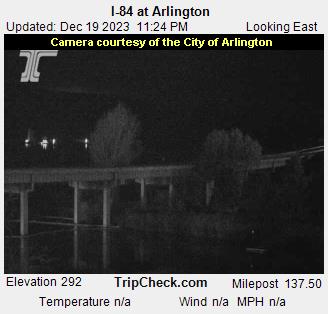 I-84 at Arlington
Updated: Dec 19 2023 11:24 PM Looking East
Camera courtesy of the City of Arlington
Elevation 292 TripCheck.com Milepost 137.50
Temperature n/a Wind n/a MPH n/a